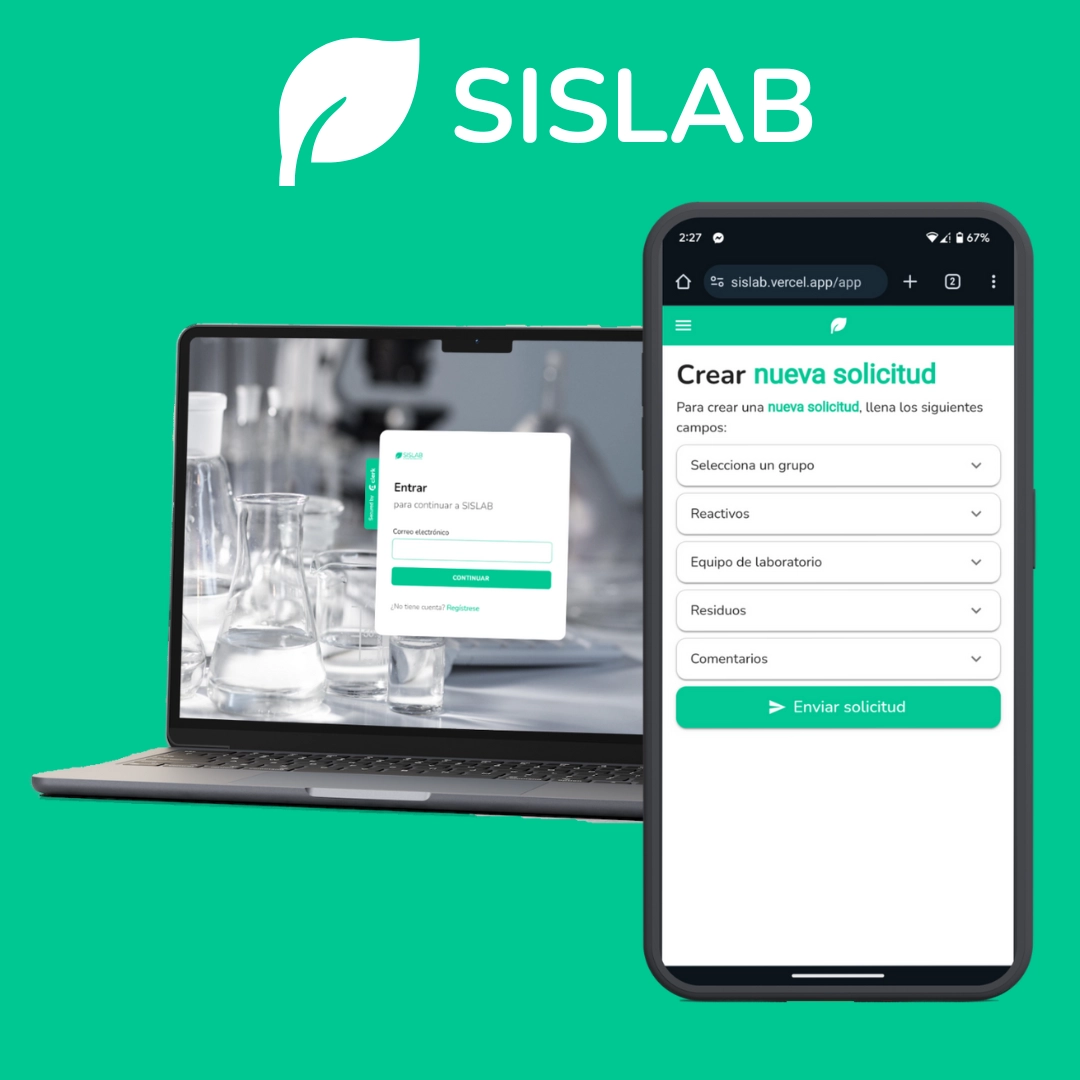 SISLAB
2:27
67%
sislab.vercel.app/app
2
Crear nueva solicitud
Para crear una nueva solicitud, llena los siguientes
campos:
Selecciona un grupo
Reactivos
Equipo de laboratorio
Residuos
Comentarios
Enviar solicitud
SISLAB
Entrar
para continuar a SISLAB
Correo electrónico
CONTINUAR
¿No tiene cuenta? Regístrese
Secured by clerk